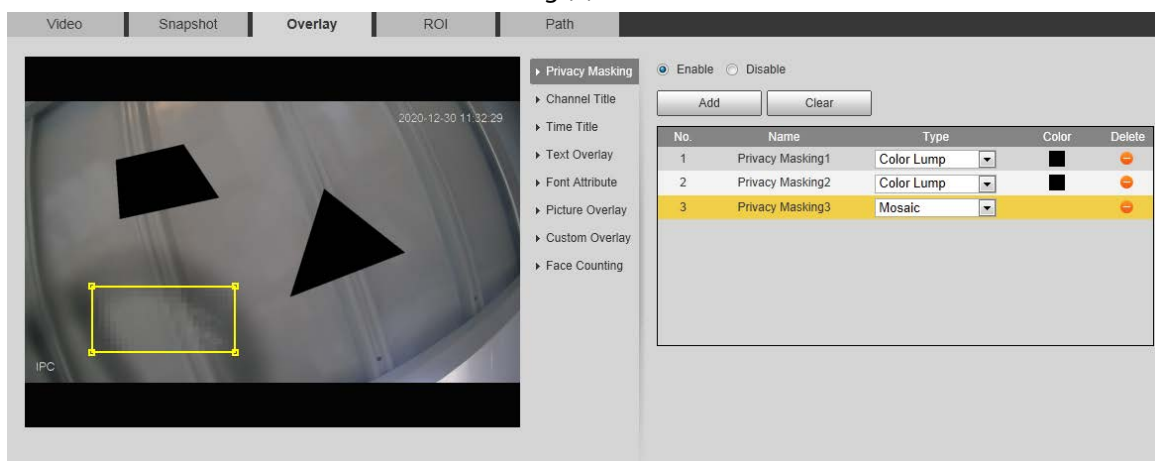 Video Snapshot Overlay ROI Path
2020-12-30 11:32:29
IPC
Privacy Masking
Channel Title
Time Title
Text Overlay
Font Attribute
Picture Overlay
Custom Overlay
Face Counting
Enable Disable
Add Clear
No. Name Type Color Delete
1 Privacy Masking1 Color Lump
2 Privacy Masking2 Color Lump
3 Privacy Masking3 Mosaic